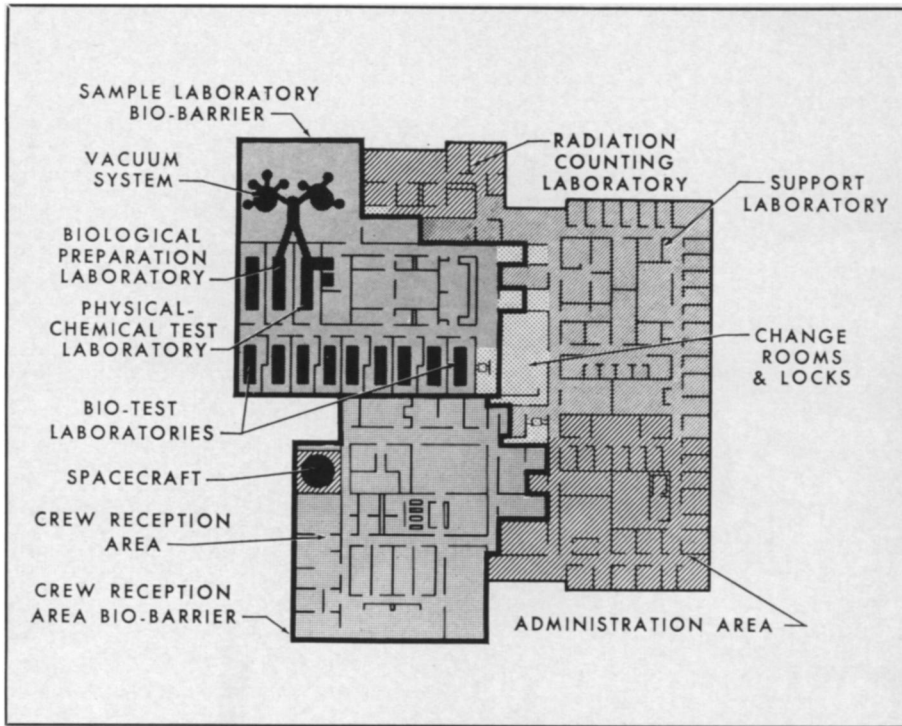 SAMPLE LABORATORY
BIO-BARRIER
VACUUM
SYSTEM
BIOLOGICAL
PREPARATION
LABORATORY
PHYSICAL-
CHEMICAL TEST
LABORATORY
BIO-TEST
LABORATORIES
SPACECRAFT
CREW RECEPTION
AREA
CREW RECEPTION
AREA BIO-BARRIER
RADIATION
COUNTING
LABORATORY
SUPPORT
LABORATORY
CHANGE
ROOMS
& LOCKS
ADMINISTRATION AREA